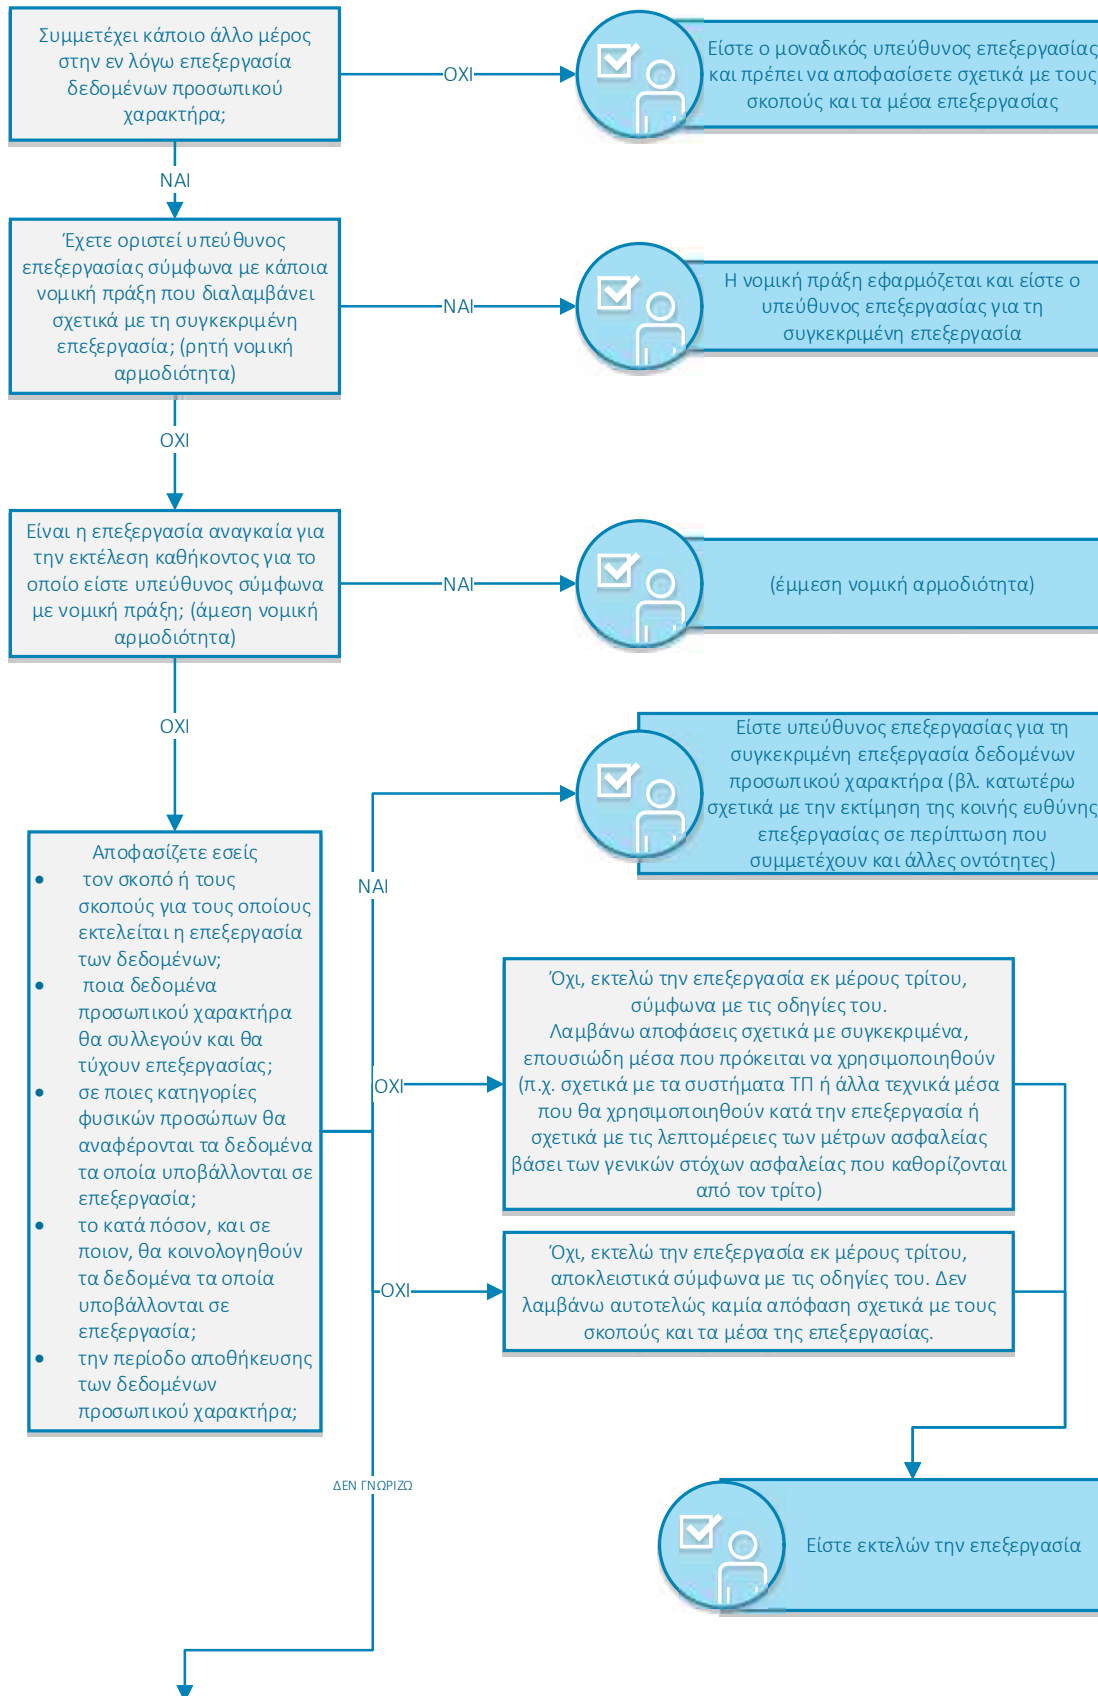 Συμμετέχει κάποιο άλλο μέρος
στην εν λόγω επεξεργασία
δεδομένων προσωπικού
χαρακτήρα;
ΟΧΙ
Είστε ο μοναδικός υπεύθυνος επεξεργασίας
και πρέπει να αποφασίσετε σχετικά με τους
σκοπούς και τα μέσα επεξεργασίας
ΝΑΙ
Έχετε οριστεί υπεύθυνος
επεξεργασίας σύμφωνα με κάποια
νομική πράξη που διαλαμβάνει
σχετικά με τη συγκεκριμένη
επεξεργασία; (ρητή νομική
αρμοδιότητα)
ΝΑΙ
Η νομική πράξη εφαρμόζεται και είστε ο
υπεύθυνος επεξεργασίας για τη
συγκεκριμένη επεξεργασία
ΟΧΙ
Είναι η επεξεργασία αναγκαία για
την εκτέλεση καθήκοντος για το
οποίο είστε υπεύθυνος σύμφωνα
με νομική πράξη; (άμεση νομική
αρμοδιότητα)
ΝΑΙ
(έμμεση νομική αρμοδιότητα)
ΟΧΙ
Είστε υπεύθυνος επεξεργασίας για τη
συγκεκριμένη επεξεργασία δεδομένων
προσωπικού χαρακτήρα (βλ. κατωτέρω
σχετικά με την εκτίμηση της κοινής ευθύνης
επεξεργασίας σε περίπτωση που
συμμετέχουν και άλλες οντότητες)
Αποφασίζετε εσείς
• τον σκοπό ή τους
σκοπούς για τους οποίους
εκτελείται η επεξεργασία
των δεδομένων;
• ποια δεδομένα
προσωπικού χαρακτήρα
θα συλλεγούν και θα
τύχουν επεξεργασίας;
• σε ποιες κατηγορίες
φυσικών προσώπων θα
αναφέρονται τα δεδομένα
τα οποία υποβάλλονται σε
επεξεργασία;
• το κατά πόσον, και σε
ποιον, θα κοινολογηθούν
τα δεδομένα τα οποία
υποβάλλονται σε
επεξεργασία;
• την περίοδο αποθήκευσης
των δεδομένων
προσωπικού χαρακτήρα;
ΝΑΙ
ΟΧΙ
Όχι, εκτελώ την επεξεργασία εκ μέρους τρίτου,
σύμφωνα με τις οδηγίες του.
Λαμβάνω αποφάσεις σχετικά με συγκεκριμένα,
επουσιώδη μέσα που πρόκειται να χρησιμοποιηθούν
(π.χ. σχετικά με τα συστήματα ΤΠ ή άλλα τεχνικά μέσα
που θα χρησιμοποιηθούν κατά την επεξεργασία ή
σχετικά με τις λεπτομέρειες των μέτρων ασφαλείας
βάσει των γενικών στόχων ασφαλείας που καθορίζονται
από τον τρίτο)
ΟΧΙ
Όχι, εκτελώ την επεξεργασία εκ μέρους τρίτου,
αποκλειστικά σύμφωνα με τις οδηγίες του. Δεν
λαμβάνω αυτοτελώς καμία απόφαση σχετικά με τους
σκοπούς και τα μέσα της επεξεργασίας.
ΔΕΝ ΓΝΩΡΙΖΩ
Είστε εκτελών την επεξεργασία